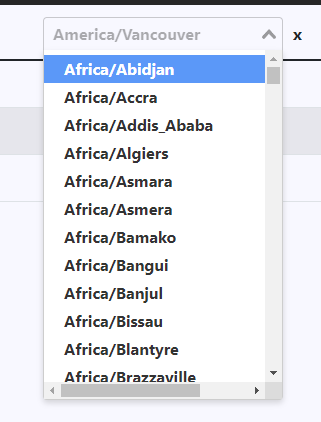 America/Vancouver
x
Africa/Abidjan
Africa/Accra
Africa/Addis_Ababa
Africa/Algiers
Africa/Asmara
Africa/Asmera
Africa/Bamako
Africa/Bangui
Africa/Banjul
Africa/Bissau
Africa/Blantyre
Africa/Brazzaville